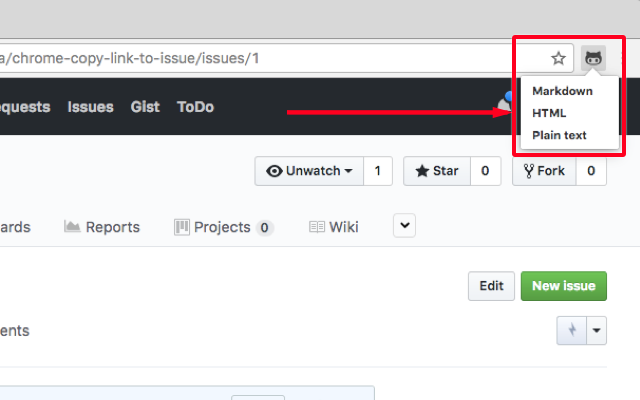 a/chrome-copy-link-to-issue/issues/1
Markdown
HTML
Plain text
equests Issues Gist ToDo
Unwatch 1 Star 0 Fork 0
ards Reports Projects 0 Wiki
Edit New issue
ents